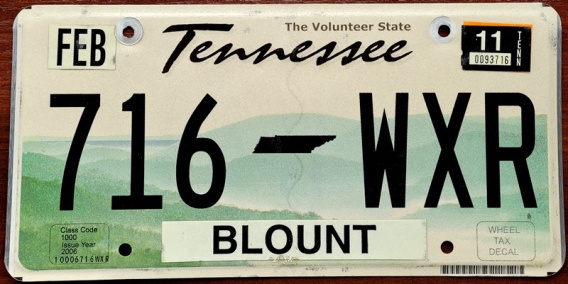 The Volunteer State
FEB
Tennessee
11
TENN
0093716
716 WXR
Class Code
1000
Issue Year
2006
10006716WXR
BLOUNT
WHEEL
TAX
DECAL